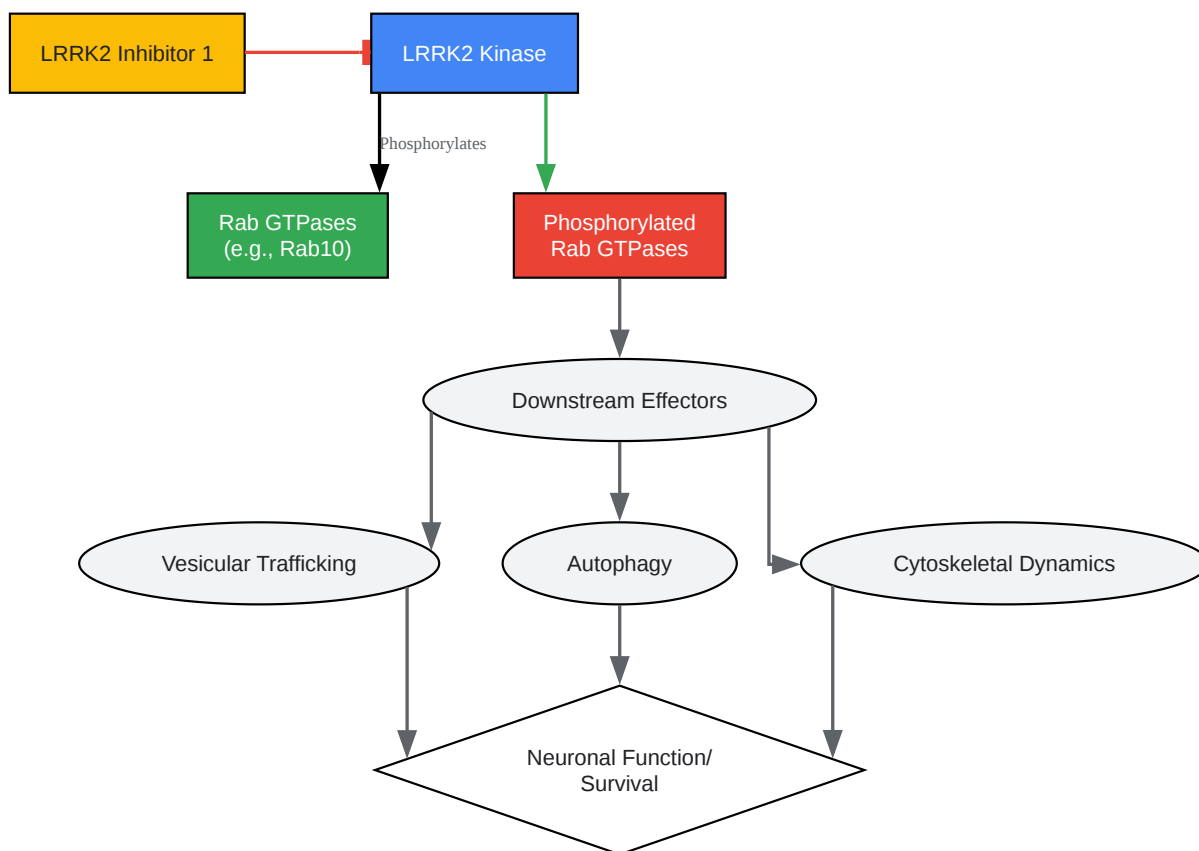 LRRK2 Inhibitor 1
LRRK2 Kinase
Phosphorylates
Rab GTPases
(e.g., Rab10)
Phosphorylated
Rab GTPases
Downstream Effectors
Vesicular Trafficking
Autophagy
Cytoskeletal Dynamics
Neuronal Function/
Survival